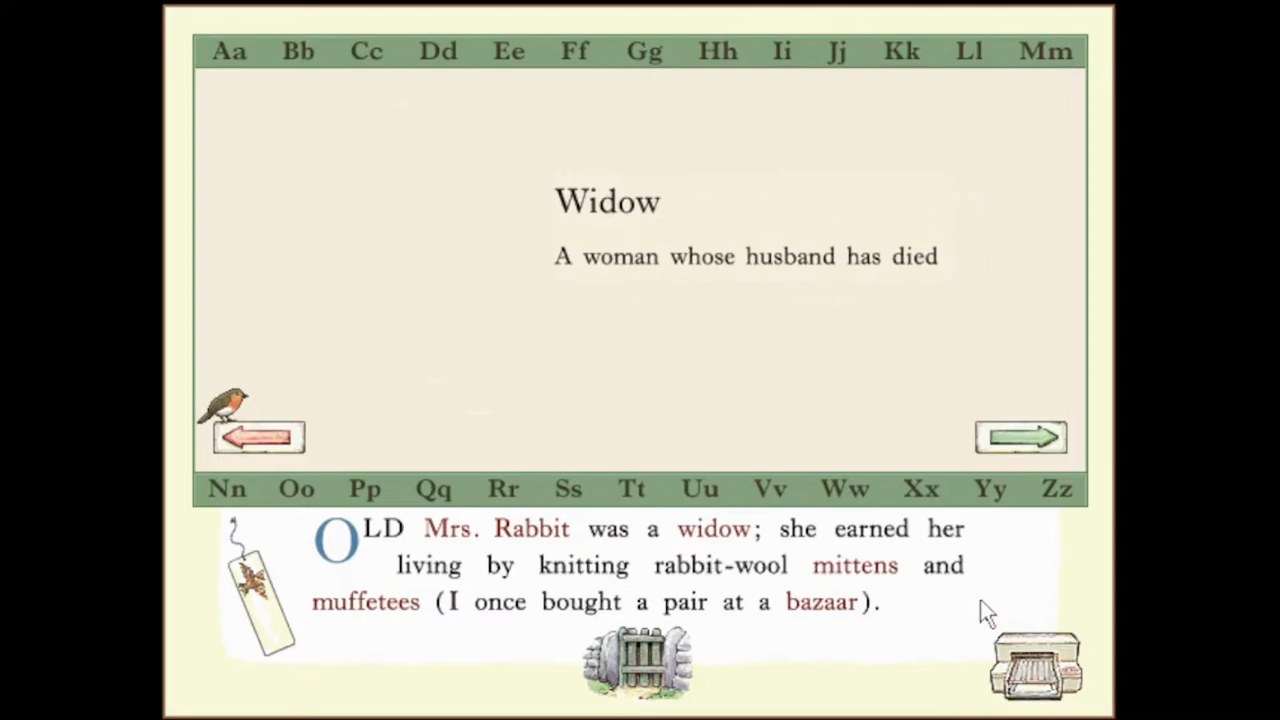 Aa Bb Cc Dd Ee Ff Gg Hh Ii Jj Kk Ll Mm
Widow
A woman whose husband has died
Nn Oo Pp Qq Rr Ss Tt Uu Vv Ww Xx Yy Zz
OLD Mrs. Rabbit was a widow; she earned her
living by knitting rabbit-wool mittens and
muffetees (I once bought a pair at a bazaar).